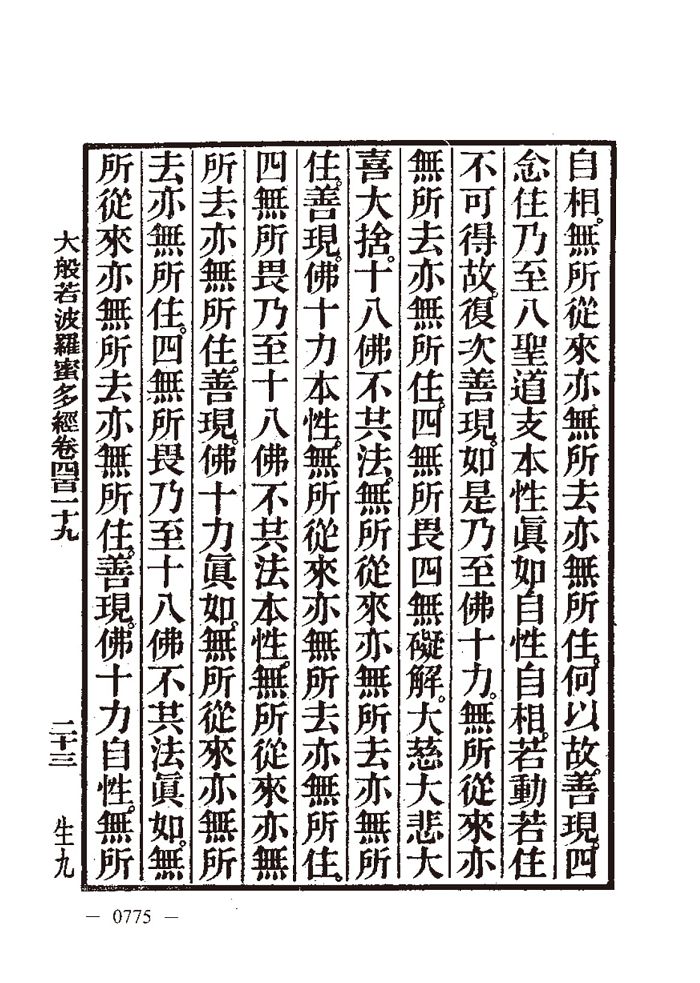 自相。無所從來亦無所去亦無所住。何以故。善現。四
念住乃至八聖道支本性眞如自性自相。若動若住
不可得故。復次善現。如是乃至佛十力。無所從來亦
無所去亦無所住。四無所畏四無礙解。大慈大悲大
喜大捨。十八佛不共法。無所從來亦無所去亦無所
住。善現。佛十力本性。無所從來亦無所去亦無所住。
四無所畏乃至十八佛不共法本性。無所從來亦無
所去亦無所住。善現。佛十力眞如。無所從來亦無所
去亦無所住。四無所畏乃至十八佛不共法眞如。無
所從來亦無所去亦無所住。善現。佛十力自性。無所
大般若波羅蜜多經卷四百一十九 二十三 生九
— 0775 —